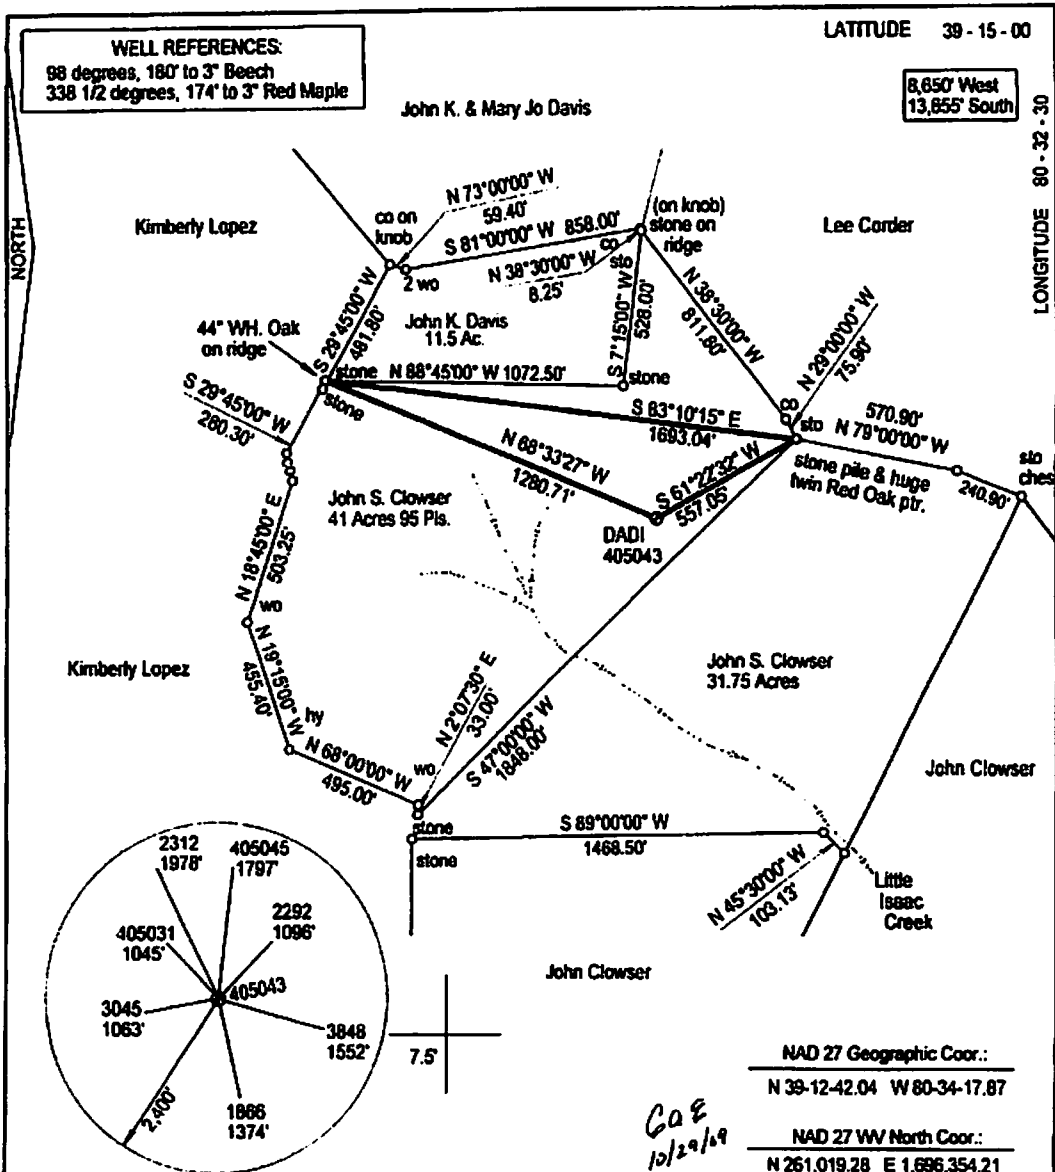 LATITUDE 39 - 15 - 00
WELL REFERENCES:
98 degrees, 180' to 3" Beech
338 1/2 degrees, 174' to 3" Red Maple
8,650' West
13,855' South
LONGITUDE 80 - 32 - 30
NORTH
John K. & Mary Jo Davis
Kimberly Lopez
co on
knob
N 73°00'00" W
59.40'
S 81°00'00" W 858.00'
2 wo
(on knob)
stone on
ridge
co
sto
N 38°30'00" W
8.25'
Lee Corder
44" WH. Oak
on ridge
S 29°45'00" W
481.80'
John K. Davis
11.5 Ac.
S 7°15'00" W
528.00'
N 38°30'00" W
811.80'
N 29°00'00" W
75.90'
stone
N 88°45'00" W 1072.50'
stone
stone
S 29°45'00" W
260.30'
S 83°10'15" E
1693.04'
co
sto
570.90'
N 79°00'00" W
stone pile & huge
twin Red Oak ptr.
240.90'
sto
ches
N 68°33'27" W
1280.71'
S 61°22'32" W
557.05'
John S. Clowser
41 Acres 95 Pls.
DADI
405043
N 18°45'00" E
503.25'
wo
N 19°15'00" W
455.40'
hy
Kimberly Lopez
N 68°00'00" W
495.00'
wo
N 2°07'30" E
33.00'
S 47°00'00" W
1848.00'
John S. Clowser
31.75 Acres
John Clowser
stone
stone
S 89°00'00" W
1468.50'
N 45°30'00" W
103.13'
Little
Isaac
Creek
John Clowser
2312
1978'
405045
1797'
2292
1096'
405031
1045'
405043
3045
1063'
3848
1552'
1866
1374'
2,400'
7.5'
NAD 27 Geographic Coor.:
N 39-12-42.04 W 80-34-17.87
10/29/09
NAD 27 WV North Coor.:
N 261,019.28 E 1,696,354.21